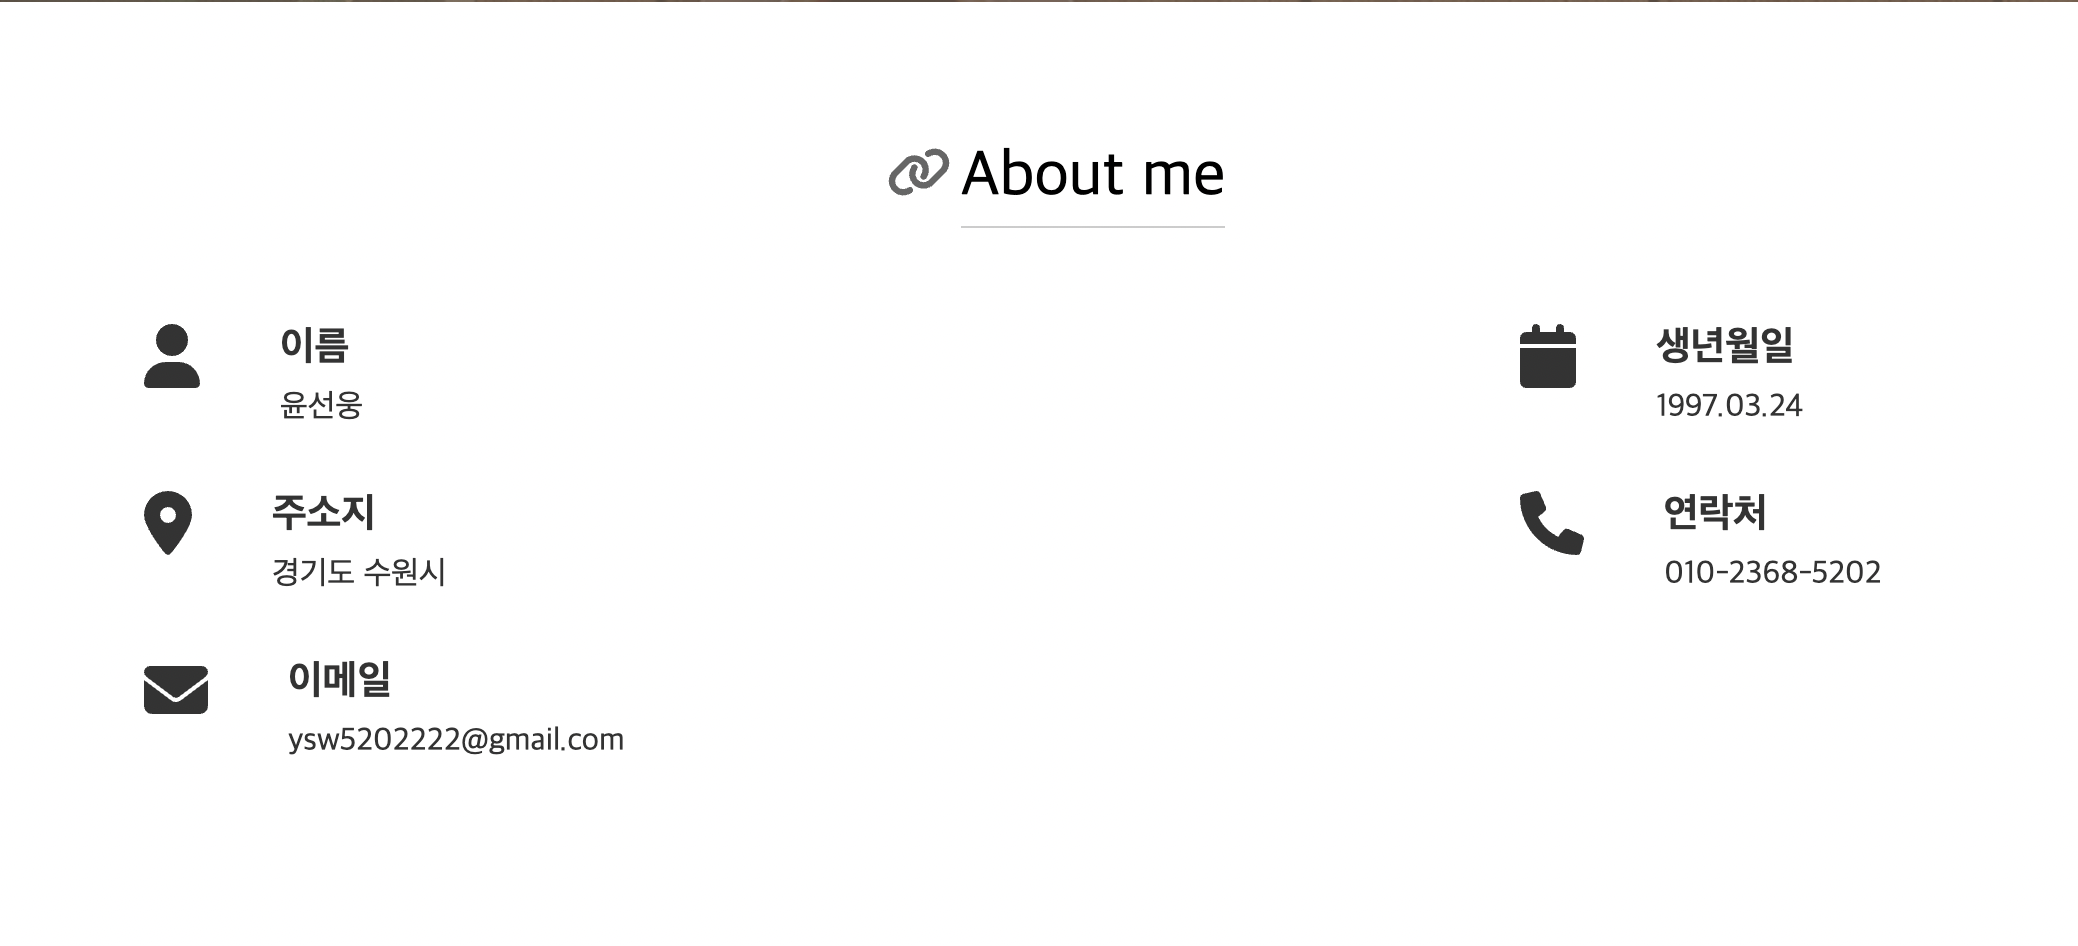 About me
이름
윤선웅
생년월일
1997.03.24
주소지
경기도 수원시
연락처
010-2368-5202
이메일
ysw5202222@gmail.com